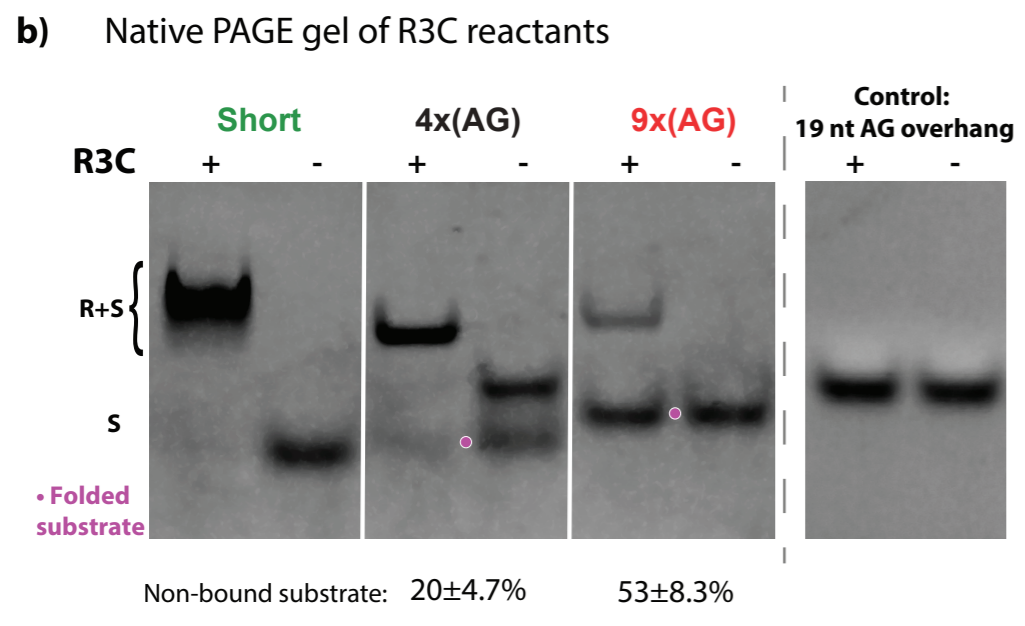 b) Native PAGE gel of R3C reactants
Short 4x(AG) 9x(AG) Control:
19 nt AG overhang
R3C + - + - + - + -
R+S
S
• Folded
substrate
Non-bound substrate: 20±4.7% 53±8.3%